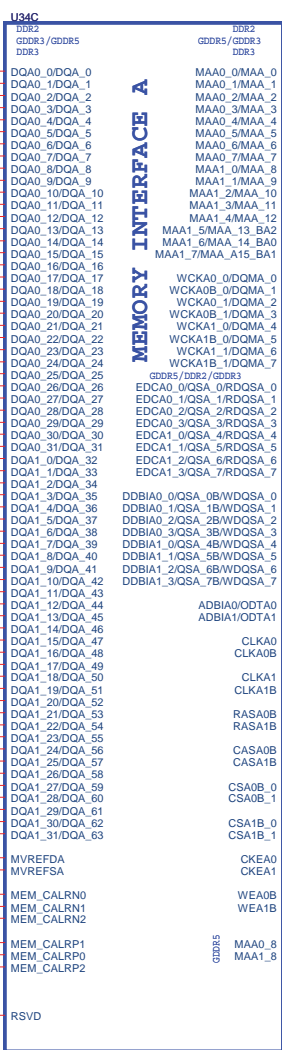 U34C
DDR2
GDDR3/GDDR5
DDR3
DQA0_0/DQA_0
DQA0_1/DQA_1
DQA0_2/DQA_2
DQA0_3/DQA_3
DQA0_4/DQA_4
DQA0_5/DQA_5
DQA0_6/DQA_6
DQA0_7/DQA_7
DQA0_8/DQA_8
DQA0_9/DQA_9
DQA0_10/DQA_10
DQA0_11/DQA_11
DQA0_12/DQA_12
DQA0_13/DQA_13
DQA0_14/DQA_14
DQA0_15/DQA_15
DQA0_16/DQA_16
DQA0_17/DQA_17
DQA0_18/DQA_18
DQA0_19/DQA_19
DQA0_20/DQA_20
DQA0_21/DQA_21
DQA0_22/DQA_22
DQA0_23/DQA_23
DQA0_24/DQA_24
DQA0_25/DQA_25
DQA0_26/DQA_26
DQA0_27/DQA_27
DQA0_28/DQA_28
DQA0_29/DQA_29
DQA0_30/DQA_30
DQA0_31/DQA_31
DQA1_0/DQA_32
DQA1_1/DQA_33
DQA1_2/DQA_34
DQA1_3/DQA_35
DQA1_4/DQA_36
DQA1_5/DQA_37
DQA1_6/DQA_38
DQA1_7/DQA_39
DQA1_8/DQA_40
DQA1_9/DQA_41
DQA1_10/DQA_42
DQA1_11/DQA_43
DQA1_12/DQA_44
DQA1_13/DQA_45
DQA1_14/DQA_46
DQA1_15/DQA_47
DQA1_16/DQA_48
DQA1_17/DQA_49
DQA1_18/DQA_50
DQA1_19/DQA_51
DQA1_20/DQA_52
DQA1_21/DQA_53
DQA1_22/DQA_54
DQA1_23/DQA_55
DQA1_24/DQA_56
DQA1_25/DQA_57
DQA1_26/DQA_58
DQA1_27/DQA_59
DQA1_28/DQA_60
DQA1_29/DQA_61
DQA1_30/DQA_62
DQA1_31/DQA_63
MVREFDA
MVREFSA
MEM_CALRN0
MEM_CALRN1
MEM_CALRN2
MEM_CALRP1
MEM_CALRP0
MEM_CALRP2
RSVD
MEMORY INTERFACE A
DDR2
GDDR5/GDDR3
DDR3
MAA0_0/MAA_0
MAA0_1/MAA_1
MAA0_2/MAA_2
MAA0_3/MAA_3
MAA0_4/MAA_4
MAA0_5/MAA_5
MAA0_6/MAA_6
MAA0_7/MAA_7
MAA1_0/MAA_8
MAA1_1/MAA_9
MAA1_2/MAA_10
MAA1_3/MAA_11
MAA1_4/MAA_12
MAA1_5/MAA_13_BA2
MAA1_6/MAA_14_BA0
MAA1_7/MAA_A15_BA1
WCKA0_0/DQMA_0
WCKA0B_0/DQMA_1
WCKA0_1/DQMA_2
WCKA0B_1/DQMA_3
WCKA1_0/DQMA_4
WCKA1B_0/DQMA_5
WCKA1_1/DQMA_6
WCKA1B_1/DQMA_7
GDDR5/DDR2/GDDR3
EDCA0_0/QSA_0/RDQSA_0
EDCA0_1/QSA_1/RDQSA_1
EDCA0_2/QSA_2/RDQSA_2
EDCA0_3/QSA_3/RDQSA_3
EDCA1_0/QSA_4/RDQSA_4
EDCA1_1/QSA_5/RDQSA_5
EDCA1_2/QSA_6/RDQSA_6
EDCA1_3/QSA_7/RDQSA_7
DDBIA0_0/QSA_0B/WDQSA_0
DDBIA0_1/QSA_1B/WDQSA_1
DDBIA0_2/QSA_2B/WDQSA_2
DDBIA0_3/QSA_3B/WDQSA_3
DDBIA1_0/QSA_4B/WDQSA_4
DDBIA1_1/QSA_5B/WDQSA_5
DDBIA1_2/QSA_6B/WDQSA_6
DDBIA1_3/QSA_7B/WDQSA_7
ADBIA0/ODTA0
ADBIA1/ODTA1
CLKA0
CLKA0B
CLKA1
CLKA1B
RASA0B
RASA1B
CASA0B
CASA1B
CSA0B_0
CSA0B_1
CSA1B_0
CSA1B_1
CKEA0
CKEA1
WEA0B
WEA1B
GDDR5
MAA0_8
MAA1_8